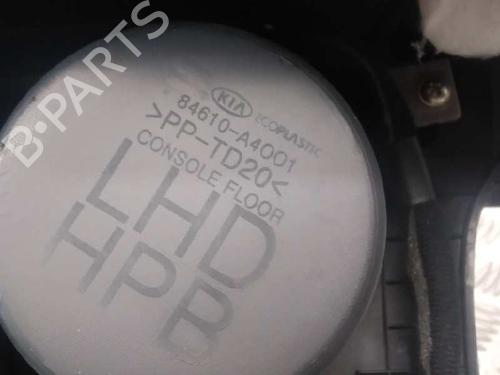 B-PARTS
KIA ECOPLASTIC
84610-A4001
>PP-TD20<
CONSOLE FLOOR
LHD
HPB